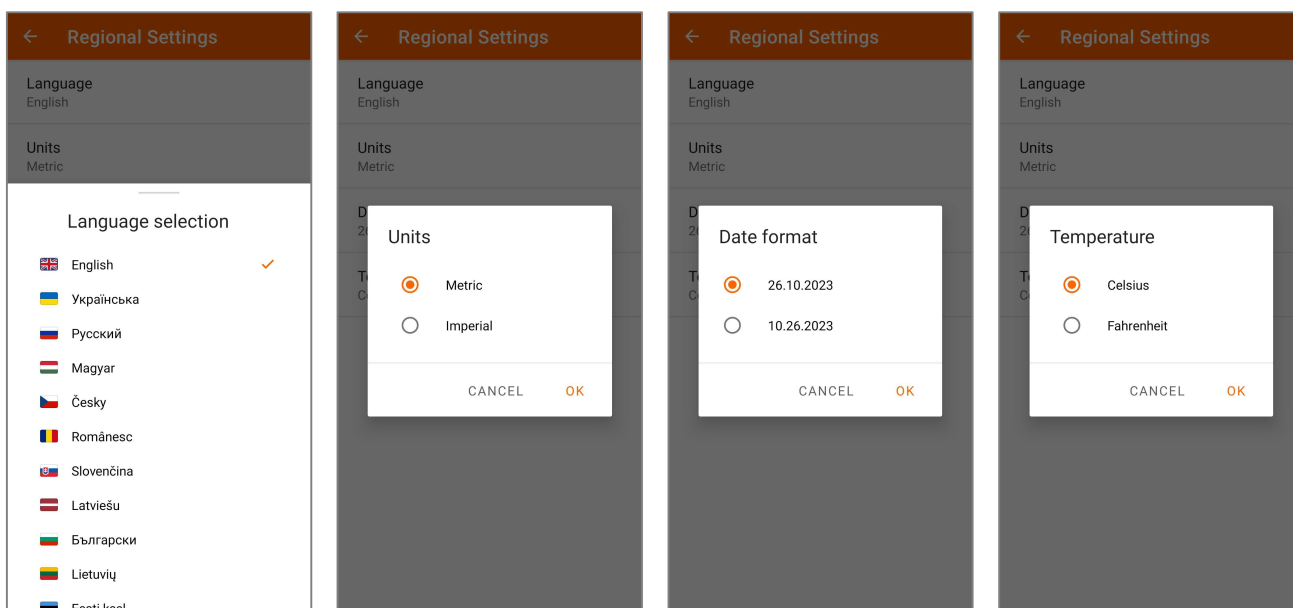 Regional Settings
Language
English
Units
Metric
Language selection
English
Українська
Русский
Magyar
Česky
Românesc
Slovenčina
Latviešu
Български
Lietuvių
Regional Settings
Language
English
Units
Metric
Units
Metric
Imperial
CANCEL OK
Regional Settings
Language
English
Units
Metric
Date format
26.10.2023
10.26.2023
CANCEL OK
Regional Settings
Language
English
Units
Metric
Temperature
Celsius
Fahrenheit
CANCEL OK